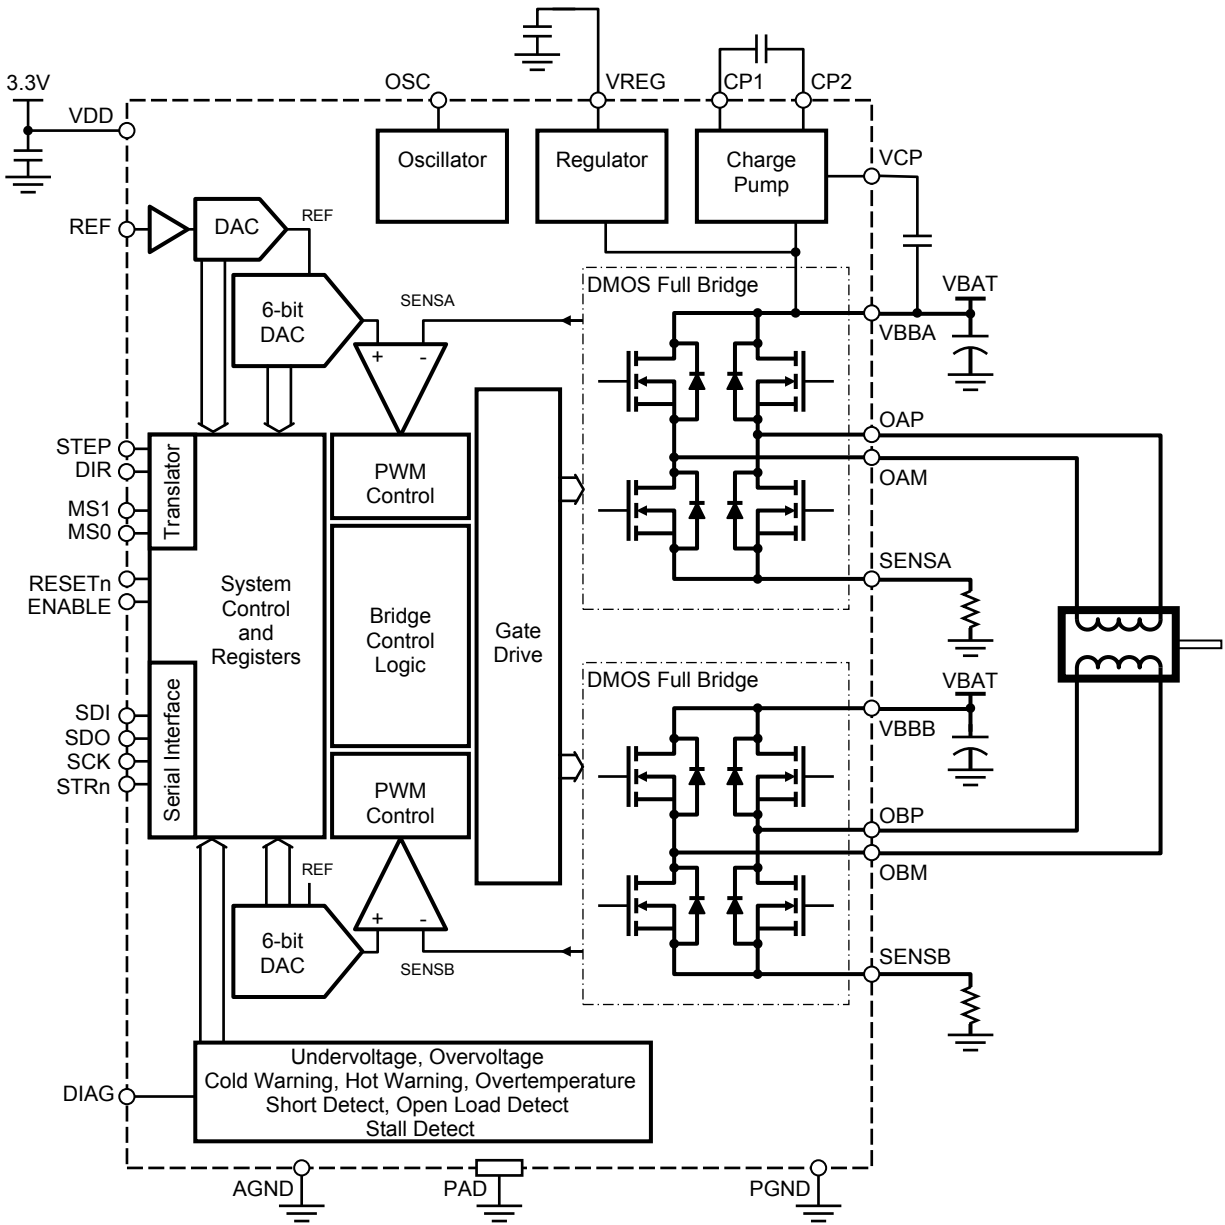 3.3V
OSC
VREG
CP1
CP2
VDD
Oscillator
Regulator
Charge
Pump
VCP
REF
DAC
REF
6-bit
DAC
SENSA
DMOS Full Bridge
VBAT
VBBA
+
-
OAP
OAM
STEP
DIR
MS1
MS0
Translator
PWM
Control
RESETn
ENABLE
System
Control
and
Registers
Bridge
Control
Logic
Gate
Drive
SENSA
DMOS Full Bridge
VBAT
VBBB
SDI
SDO
SCK
STRn
Serial Interface
PWM
Control
OBP
OBM
REF
6-bit
DAC
+
-
SENSB
SENSB
Undervoltage, Overvoltage
Cold Warning, Hot Warning, Overtemperature
Short Detect, Open Load Detect
Stall Detect
DIAG
AGND
PAD
PGND